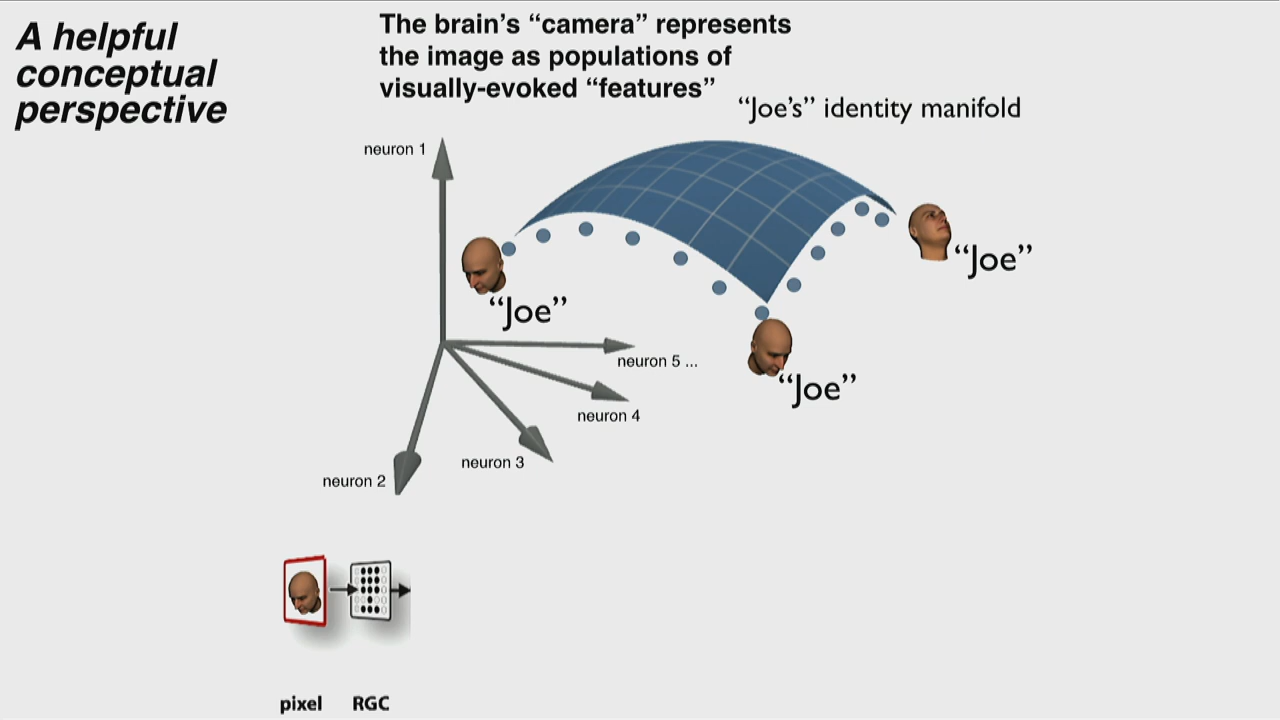 A helpful
conceptual
perspective
The brain’s “camera” represents
the image as populations of
visually-evoked “features”
“Joe’s” identity manifold
neuron 1
“Joe”
“Joe”
neuron 5 ...
“Joe”
neuron 4
neuron 3
neuron 2
pixel RGC